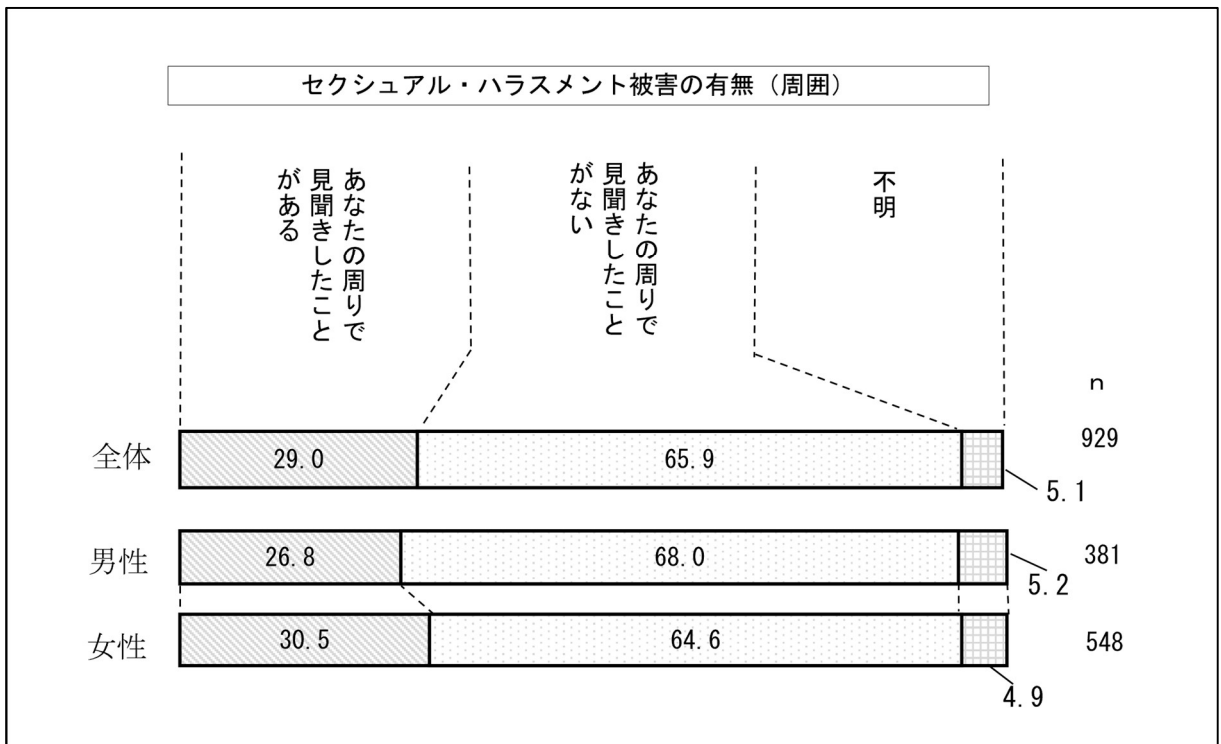 セクシュアル・ハラスメント被害の有無（周囲）
あなたの周りで
見聞きしたこと
がある
あなたの周りで
見聞きしたこと
がない
不明
n
全体
29.0
65.9
5.1
929
男性
26.8
68.0
5.2
381
女性
30.5
64.6
4.9
548